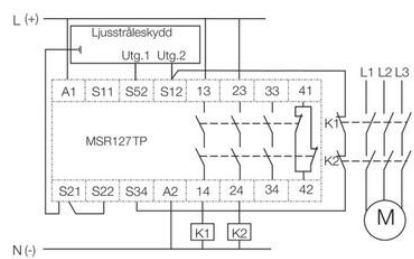 L (+)
Ljusstråleskydd
Utg.1 Utg.2
L1 L2 L3
A1 S11 S52 S12 13 23 33 41
K1
MSR127TP
K2
S21 S22 S34 A2 14 24 34 42
K1 K2
M
N (-)